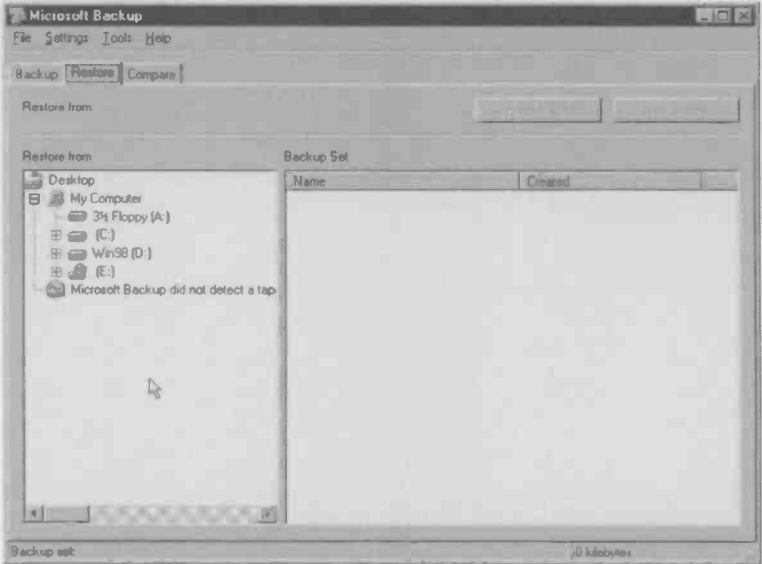 Microsoft Backup
File Settings Tools Help
Backup Restore Compare
Restore from
Restore from Backup Set
Desktop Name Created
My Computer
3½ Floppy (A:)
(C:)
Win98 (D:)
(E:)
Microsoft Backup did not detect a tap
Backup set: 0 kilobytes